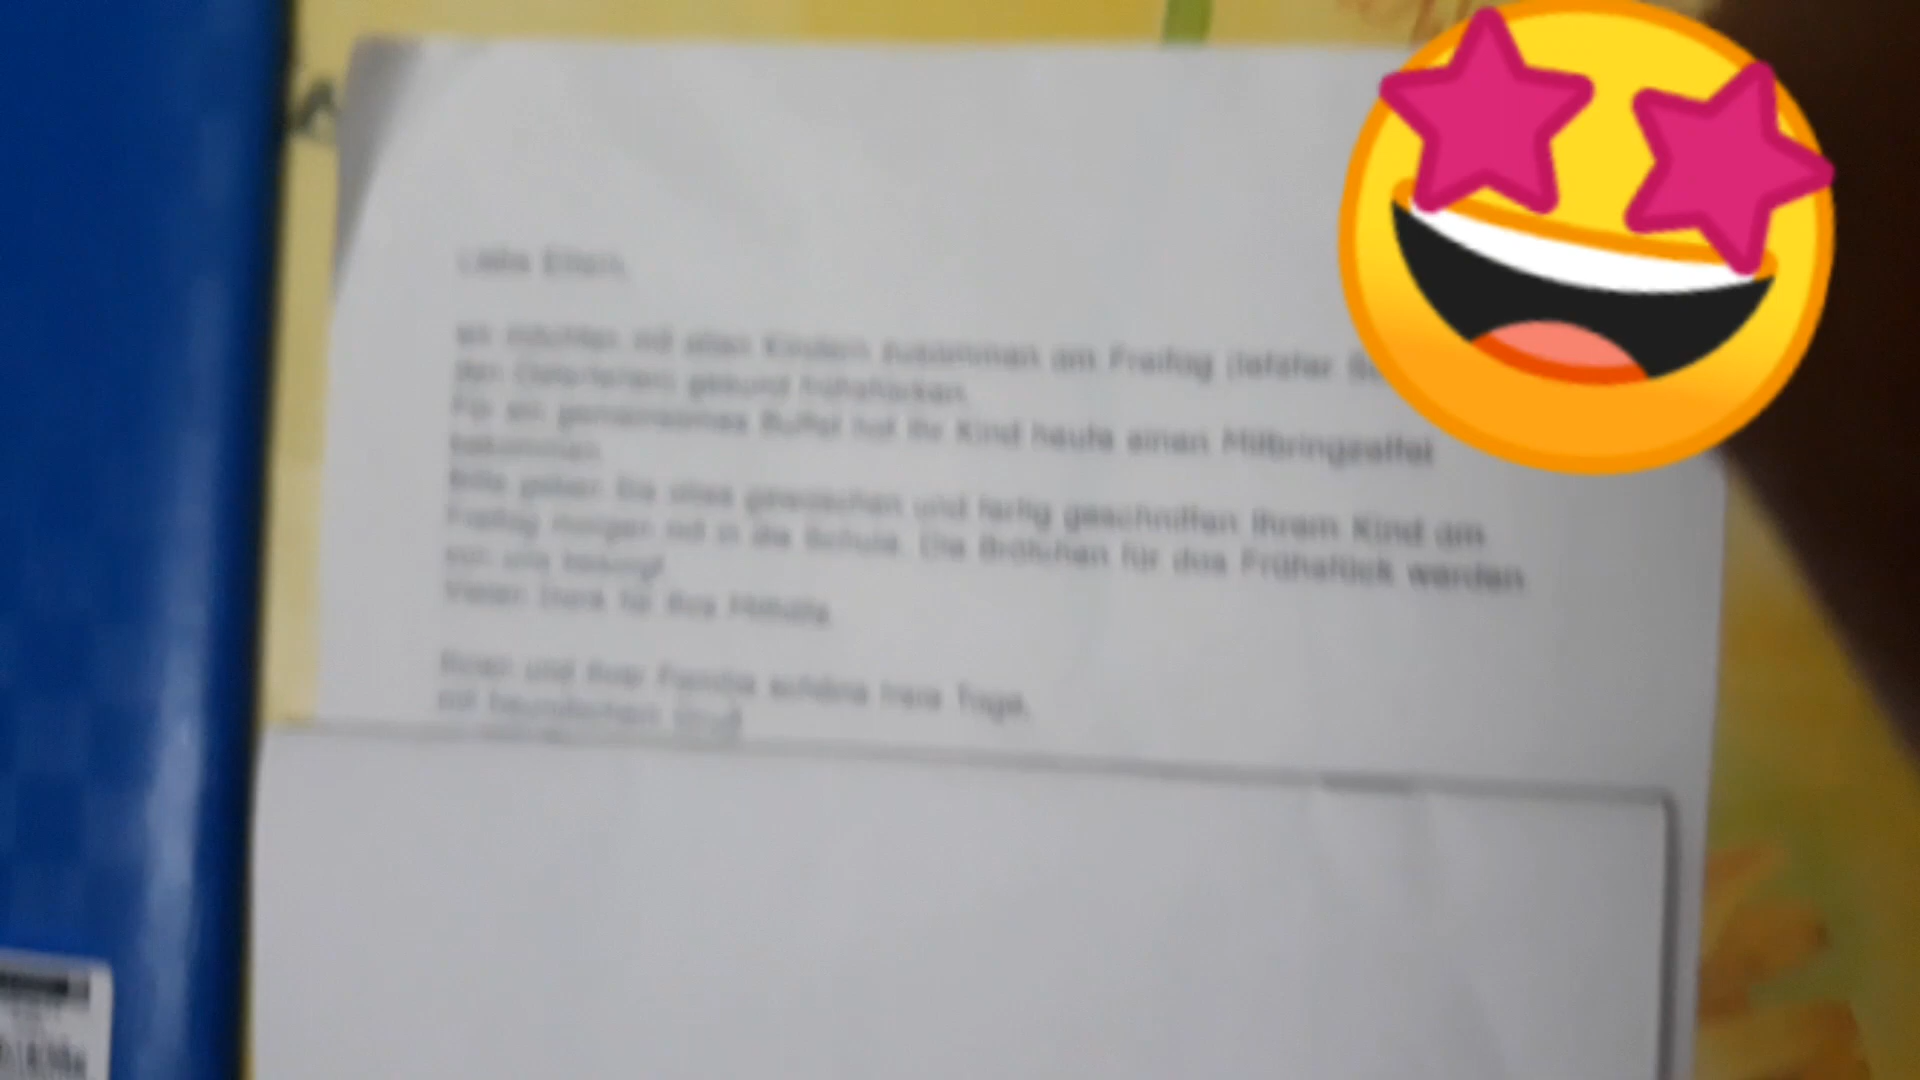 Liebe Eltern,
wir möchten mit allen Kindern zusammen am Freitag (letzter
den Osterferien) gesund frühstücken.
Für ein gemeinsames Buffet hat Ihr Kind heute einen Mitbringzettel
bekommen.
Bitte geben Sie alles gewaschen und fertig geschnitten Ihrem Kind am
Freitag morgen mit in die Schule. Die Brötchen für das Frühstück werden
von uns besorgt.
Vielen Dank für Ihre Mithilfe.
Ihnen und Ihrer Familie schöne freie Tage,
mit freundlichem Gruß